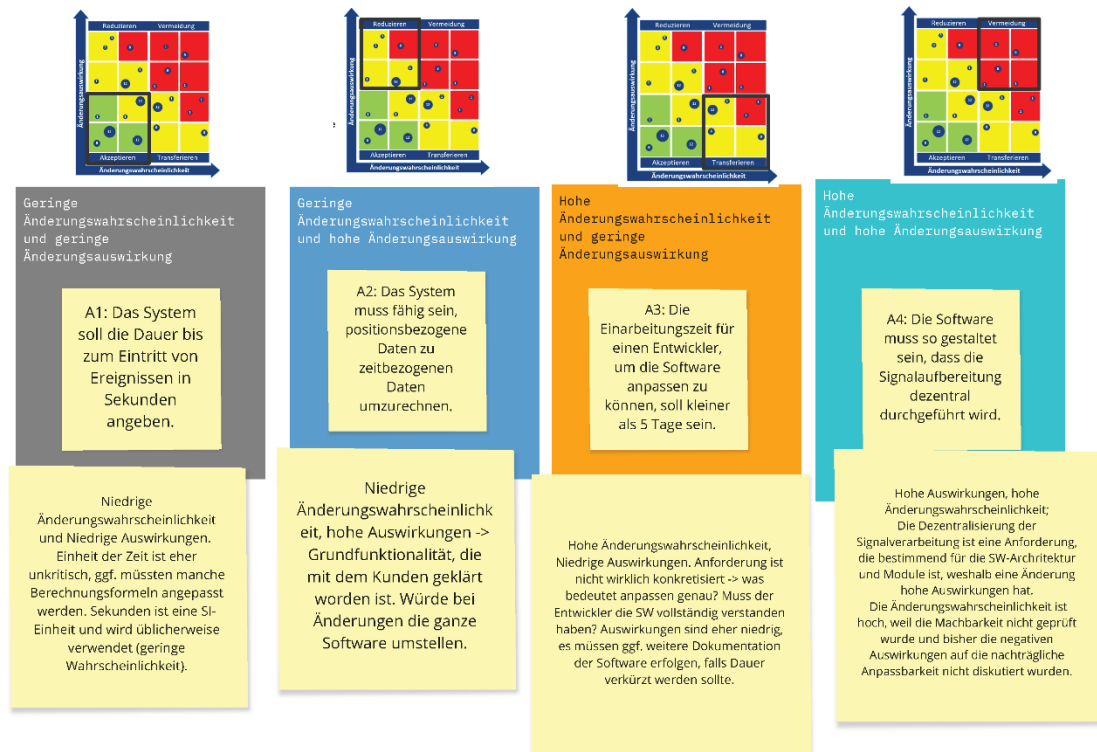 Reduzieren Vermeidung
Änderungsauswirkung
Akzeptieren Transferieren
Änderungswahrscheinlichkeit
Reduzieren Vermeidung
Änderungsauswirkung
Akzeptieren Transferieren
Änderungswahrscheinlichkeit
Reduzieren Vermeidung
Änderungsauswirkung
Akzeptieren Transferieren
Änderungswahrscheinlichkeit
Reduzieren Vermeidung
Änderungsauswirkung
Akzeptieren Transferieren
Änderungswahrscheinlichkeit
Geringe
Änderungswahrscheinlichkeit
und geringe
Änderungsauswirkung
A1: Das System
soll die Dauer bis
zum Eintritt von
Ereignissen in
Sekunden
angeben.
Niedrige
Änderungswahrscheinlichkeit
und Niedrige Auswirkungen.
Einheit der Zeit ist eher
unkritisch, ggf. müssten manche
Berechnungsformeln angepasst
werden. Sekunden ist eine SI-
Einheit und wird üblicherweise
verwendet (geringe
Wahrscheinlichkeit).
Geringe
Änderungswahrscheinlichkeit
und hohe Änderungsauswirkung
A2: Das System
muss fähig sein,
positionsbezogene
Daten zu
zeitbezogenen
Daten
umzurechnen.
Niedrige
Änderungswahrscheinlichk
eit, hohe Auswirkungen ->
Grundfunktionalität, die
mit dem Kunden geklärt
worden ist. Würde bei
Änderungen die ganze
Software umstellen.
Hohe
Änderungswahrscheinlichkeit
und geringe
Änderungsauswirkung
A3: Die
Einarbeitungszeit für
einen Entwickler,
um die Software
anpassen zu
können, soll kleiner
als 5 Tage sein.
Hohe Änderungswahrscheinlichkeit,
Niedrige Auswirkungen. Anforderung ist
nicht wirklich konkretisiert -> was
bedeutet anpassen genau? Muss der
Entwickler die SW vollständig verstanden
haben? Auswirkungen sind eher niedrig,
es müssen ggf. weitere Dokumentation
der Software erfolgen, falls Dauer
verkürzt werden sollte.
Hohe
Änderungswahrscheinlichkeit
und hohe Änderungsauswirkung
A4: Die Software
muss so gestaltet
sein, dass die
Signalaufbereitung
dezentral
durchgeführt wird.
Hohe Auswirkungen, hohe
Änderungswahrscheinlichkeit;
Die Dezentralisierung der
Signalverarbeitung ist eine Anforderung,
die bestimmend für die SW-Architektur
und Module ist, weshalb eine Änderung
hohe Auswirkungen hat.
Die Änderungswahrscheinlichkeit ist
hoch, weil die Machbarkeit nicht geprüft
wurde und bisher die negativen
Auswirkungen auf die nachträgliche
Anpassbarkeit nicht diskutiert wurden.